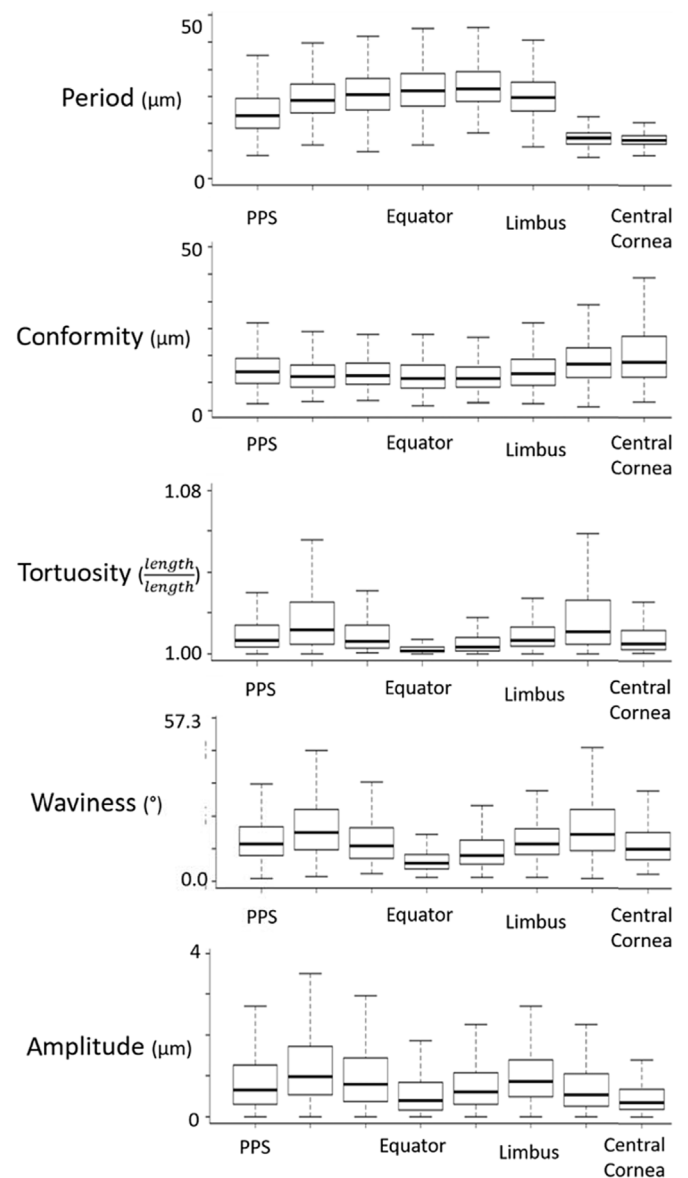 50
Period (µm)
0
PPS Equator Limbus Central
Cornea
50
Conformity (µm)
0
PPS Equator Limbus Central
Cornea
1.08
Tortuosity (length/length)
1.00
PPS Equator Limbus Central
Cornea
57.3
Waviness (°)
0.0
PPS Equator Limbus Central
Cornea
4
Amplitude (µm)
0
PPS Equator Limbus Central
Cornea